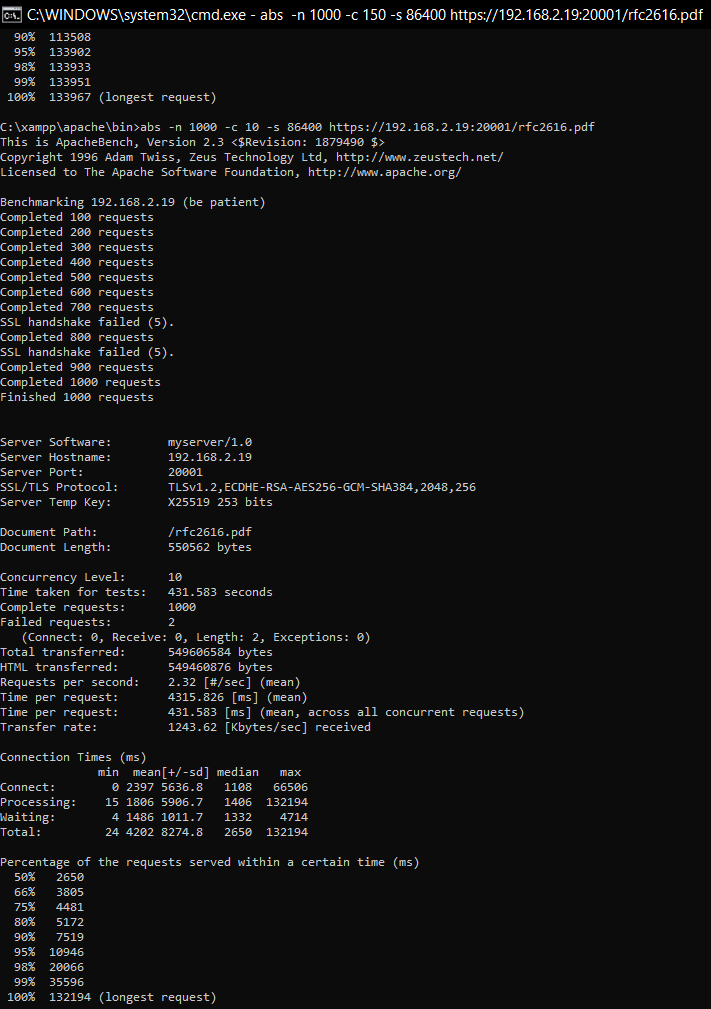 C:\WINDOWS\system32\cmd.exe - abs -n 1000 -c 150 -s 86400 https://192.168.2.19:20001/rfc2616.pdf
90% 113508
95% 133902
98% 133933
99% 133951
100% 133967 (longest request)
C:\xampp\apache\bin>abs -n 1000 -c 10 -s 86400 https://192.168.2.19:20001/rfc2616.pdf
This is ApacheBench, Version 2.3 <$Revision: 1879490 $>
Copyright 1996 Adam Twiss, Zeus Technology Ltd, http://www.zeustech.net/
Licensed to The Apache Software Foundation, http://www.apache.org/
Benchmarking 192.168.2.19 (be patient)
Completed 100 requests
Completed 200 requests
Completed 300 requests
Completed 400 requests
Completed 500 requests
Completed 600 requests
Completed 700 requests
SSL handshake failed (5).
Completed 800 requests
SSL handshake failed (5).
Completed 900 requests
Completed 1000 requests
Finished 1000 requests
Server Software: myserver/1.0
Server Hostname: 192.168.2.19
Server Port: 20001
SSL/TLS Protocol: TLSv1.2,ECDHE-RSA-AES256-GCM-SHA384,2048,256
Server Temp Key: X25519 253 bits
Document Path: /rfc2616.pdf
Document Length: 550562 bytes
Concurrency Level: 10
Time taken for tests: 431.583 seconds
Complete requests: 1000
Failed requests: 2
(Connect: 0, Receive: 0, Length: 2, Exceptions: 0)
Total transferred: 549606584 bytes
HTML transferred: 549460876 bytes
Requests per second: 2.32 [#/sec] (mean)
Time per request: 4315.826 [ms] (mean)
Time per request: 431.583 [ms] (mean, across all concurrent requests)
Transfer rate: 1243.62 [Kbytes/sec] received
Connection Times (ms)
min mean[+/-sd] median max
Connect: 0 2397 5636.8 1108 66506
Processing: 15 1806 5906.7 1406 132194
Waiting: 4 1486 1011.7 1332 4714
Total: 24 4202 8274.8 2650 132194
Percentage of the requests served within a certain time (ms)
50% 2650
66% 3805
75% 4481
80% 5172
90% 7519
95% 10946
98% 20066
99% 35596
100% 132194 (longest request)